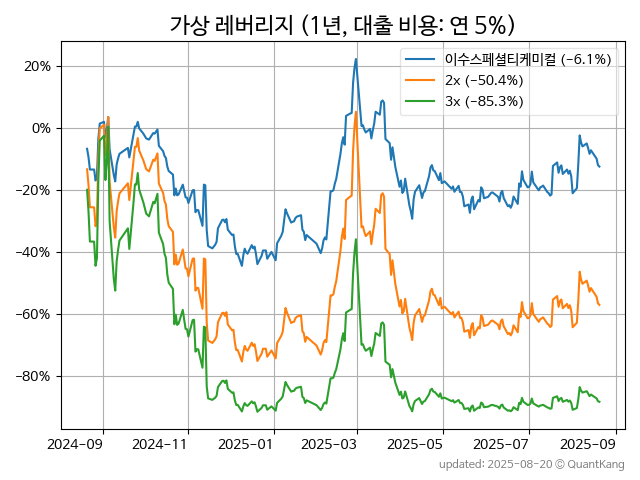 가상 레버리지 (1년, 대출 비용: 연 5%)
이수스페셜티케미컬 (−6.1%)
2x (−50.4%)
3x (−85.3%)
20%
0%
−20%
−40%
−60%
−80%
2024-09 2024-11 2025-01 2025-03 2025-05 2025-07 2025-09
updated: 2025-08-20 © QuantKang